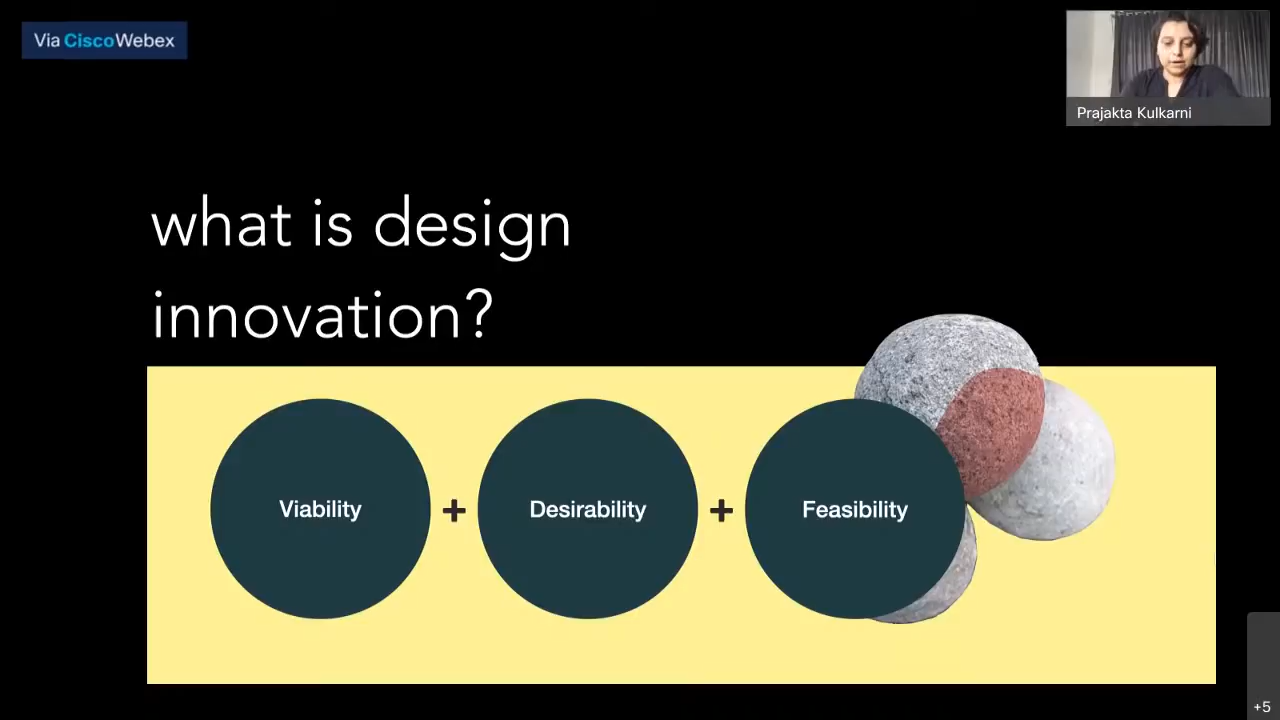 Via CiscoWebex
Prajakta Kulkarni
what is design
innovation?
Viability + Desirability + Feasibility
+5